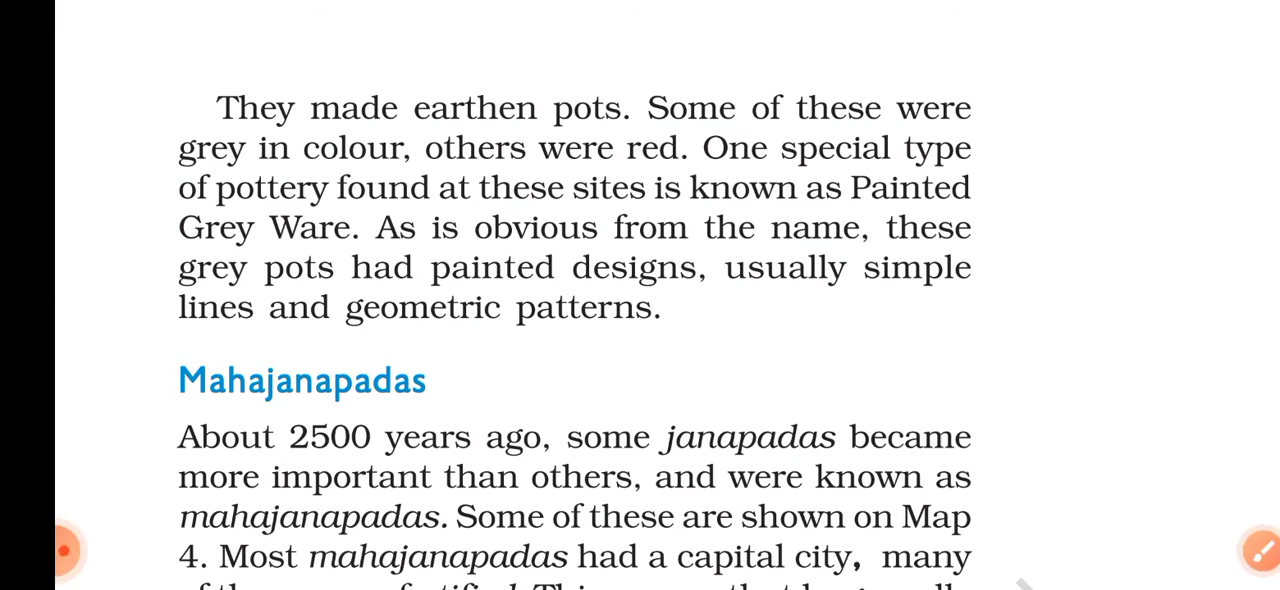 They made earthen pots. Some of these were
grey in colour, others were red. One special type
of pottery found at these sites is known as Painted
Grey Ware. As is obvious from the name, these
grey pots had painted designs, usually simple
lines and geometric patterns.
Mahajanapadas
About 2500 years ago, some janapadas became
more important than others, and were known as
mahajanapadas. Some of these are shown on Map
4. Most mahajanapadas had a capital city, many